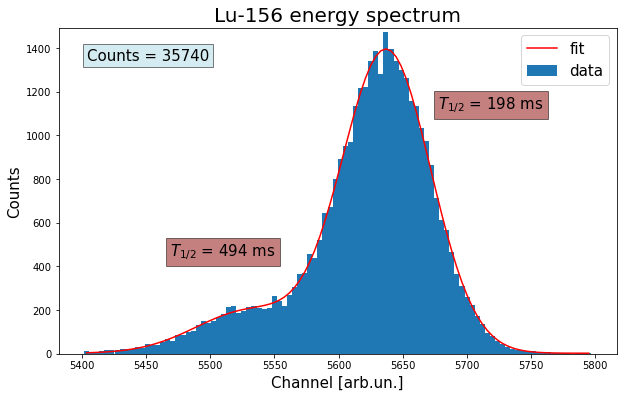 Lu-156 energy spectrum
Counts = 35740
fit
data
T1/2 = 198 ms
T1/2 = 494 ms
Counts
1400
1200
1000
800
600
400
200
0
5400 5450 5500 5550 5600 5650 5700 5750 5800
Channel [arb.un.]